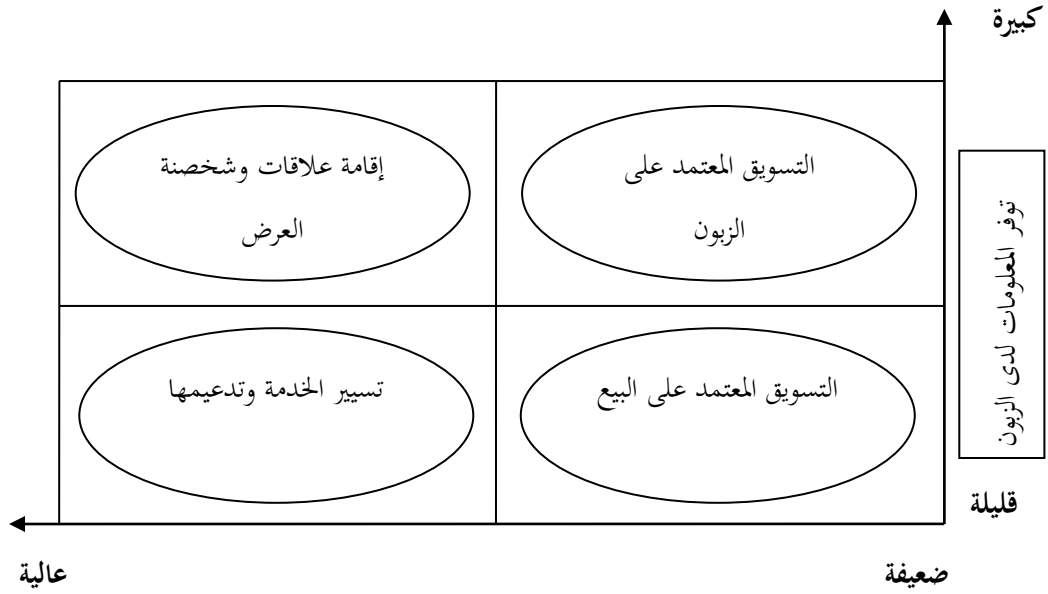 كبيرة
التسويق المعتمد على
الزبون
إقامة علاقات وشخصنة
العرض
توفر المعلومات لدى الزبون
التسويق المعتمد على البيع
تسيير الخدمة وتدعيمها
قليلة
ضعيفة
عالية